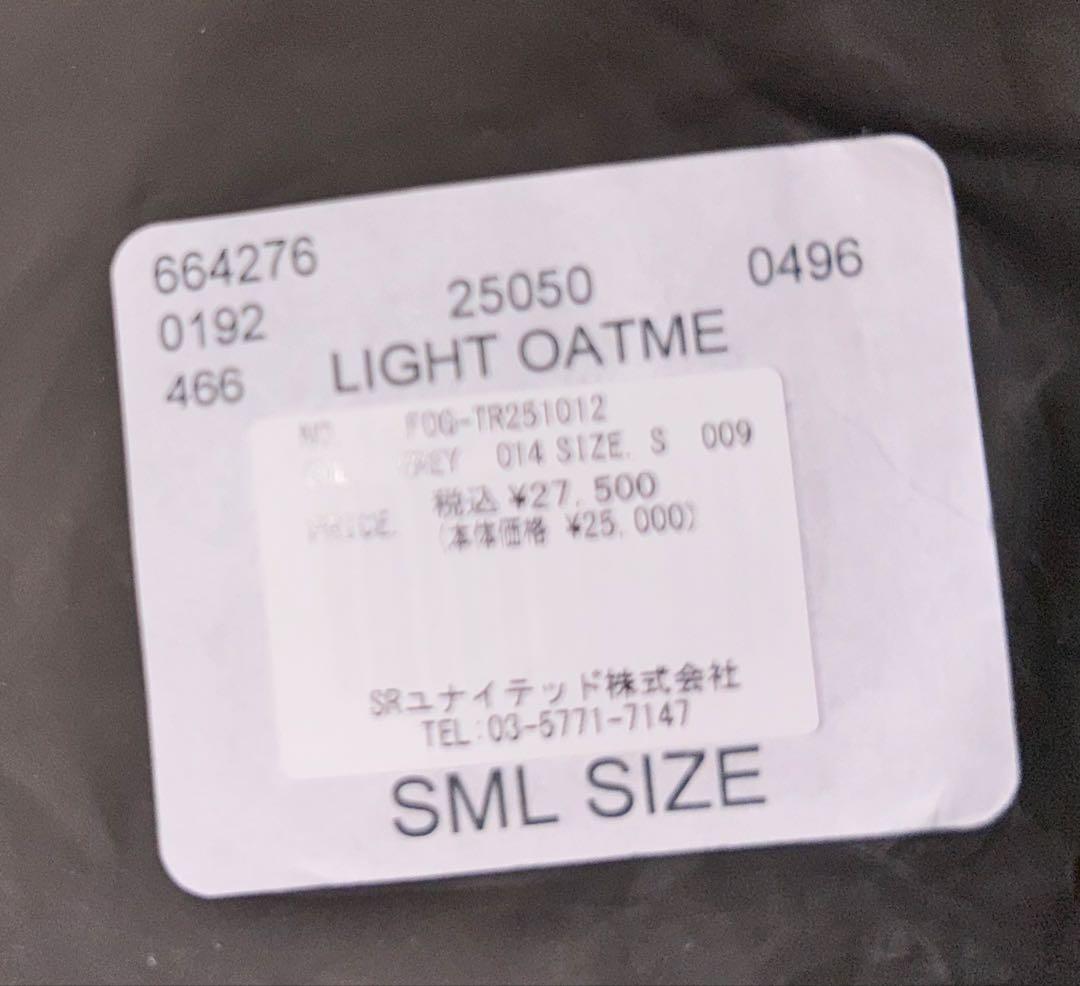 664276 25050 0496
0192
466 LIGHT OATME
NO. FOG-TR251012
014 SIZE. S 009
PRICE. 税込 ¥27,500
(本体価格 ¥25,000)
SRユナイテッド株式会社
TEL:03-5771-7147
SML SIZE